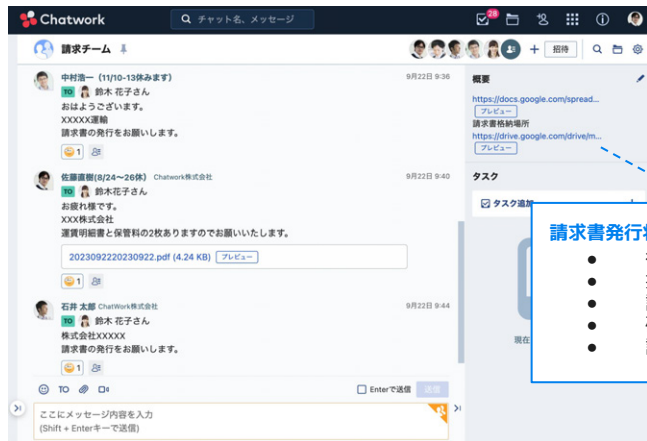 Chatwork
チャット名、メッセージ
28
請求チーム
招待
中村浩一 (11/10-13休みます)
9月22日 9:36
TO 鈴木 花子さん
おはようございます。
XXXXX運輸
請求書の発行をお願いします。
1
佐藤直樹(8/24〜26休) Chatwork株式会社
9月22日 9:40
TO 鈴木花子さん
お疲れ様です。
XXX株式会社
運賃明細書と保管料の2枚ありますのでお願いいたします。
2023092220230922.pdf (4.24 KB) プレビュー
1
石井 太郎 ChatWork株式会社
9月22日 9:44
TO 鈴木 花子さん
株式会社XXXXX
請求書の発行をお願いします。
1
TO
Enterで送信 送信
ここにメッセージ内容を入力
(Shift + Enterキーで送信)
概要
https://docs.google.com/spread...
プレビュー
請求書格納場所
https://drive.google.com/drive/m...
プレビュー
タスク
タスク追加
現在
請求書発行